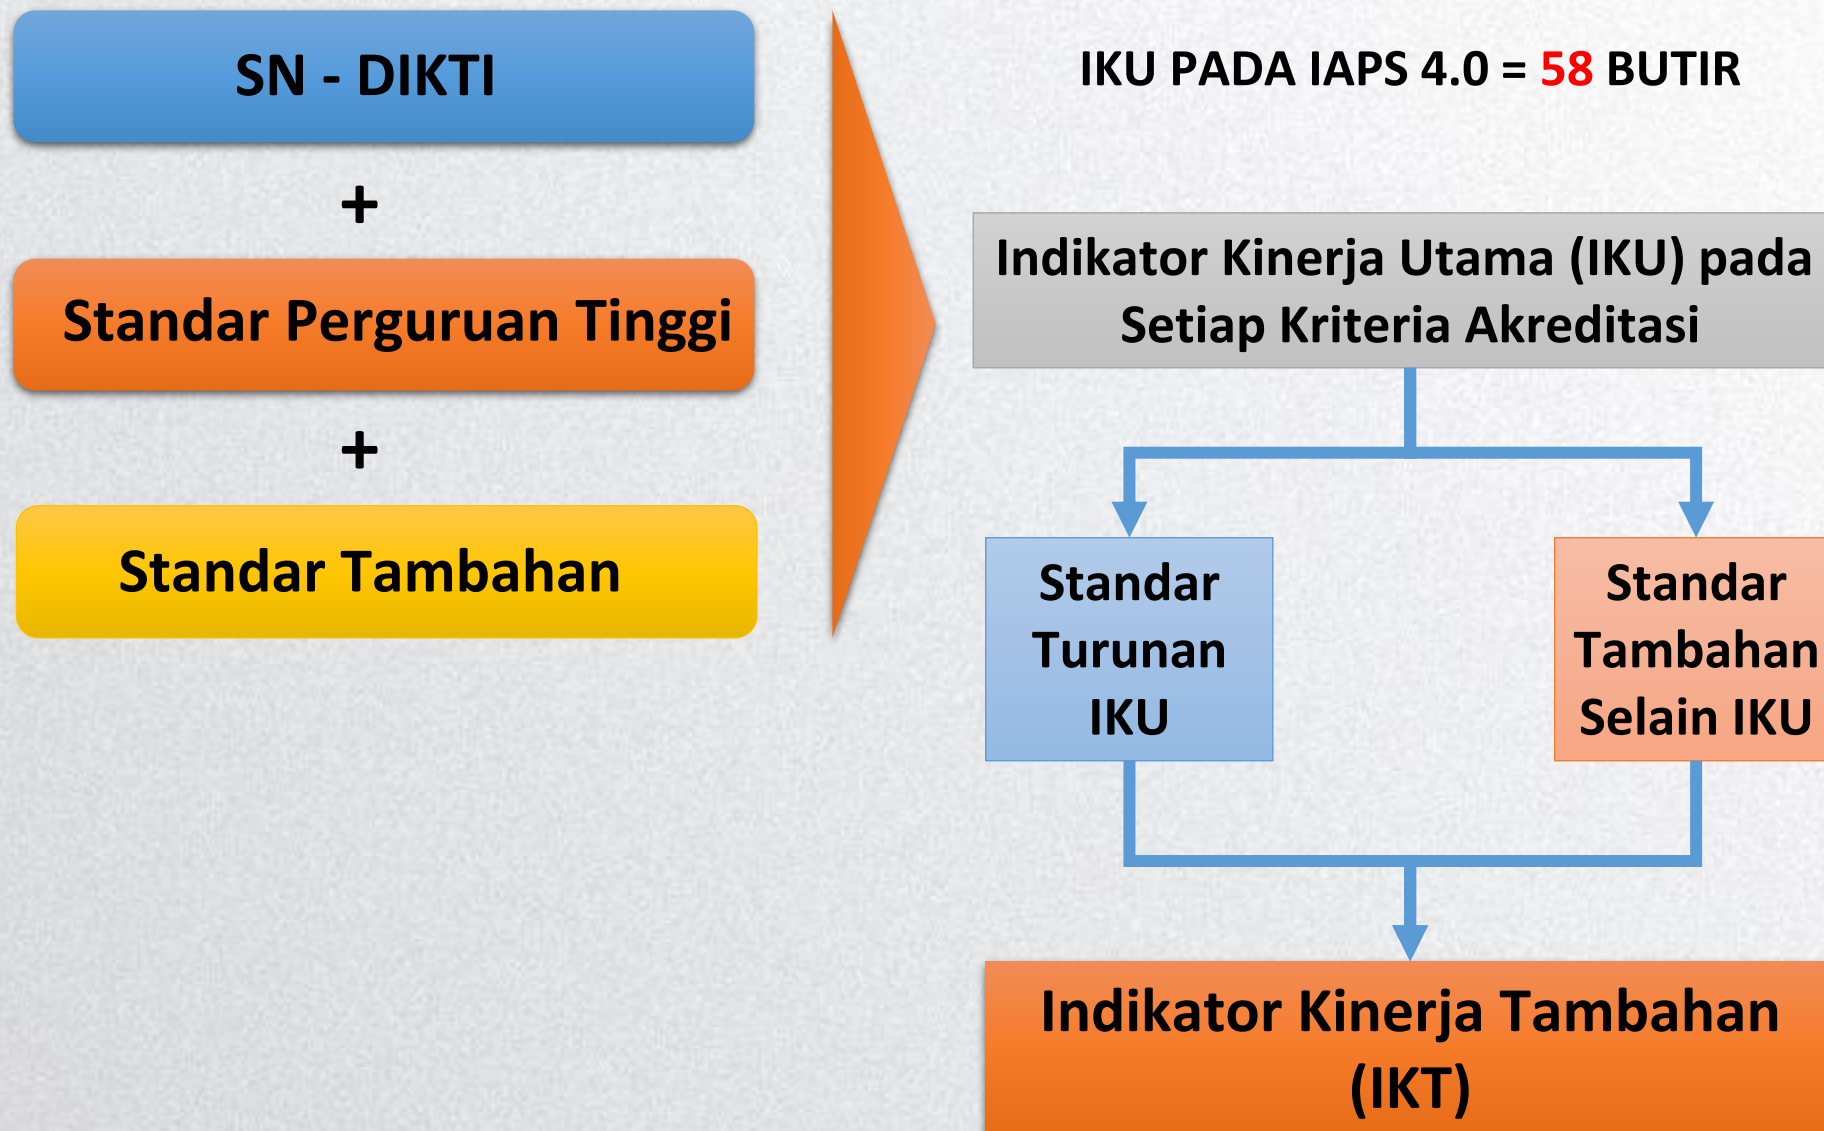 SN - DIKTI
+
Standar Perguruan Tinggi
+
Standar Tambahan
IKU PADA IAPS 4.0 = 58 BUTIR
Indikator Kinerja Utama (IKU) pada
Setiap Kriteria Akreditasi
Standar
Turunan
IKU
Standar
Tambahan
Selain IKU
Indikator Kinerja Tambahan
(IKT)